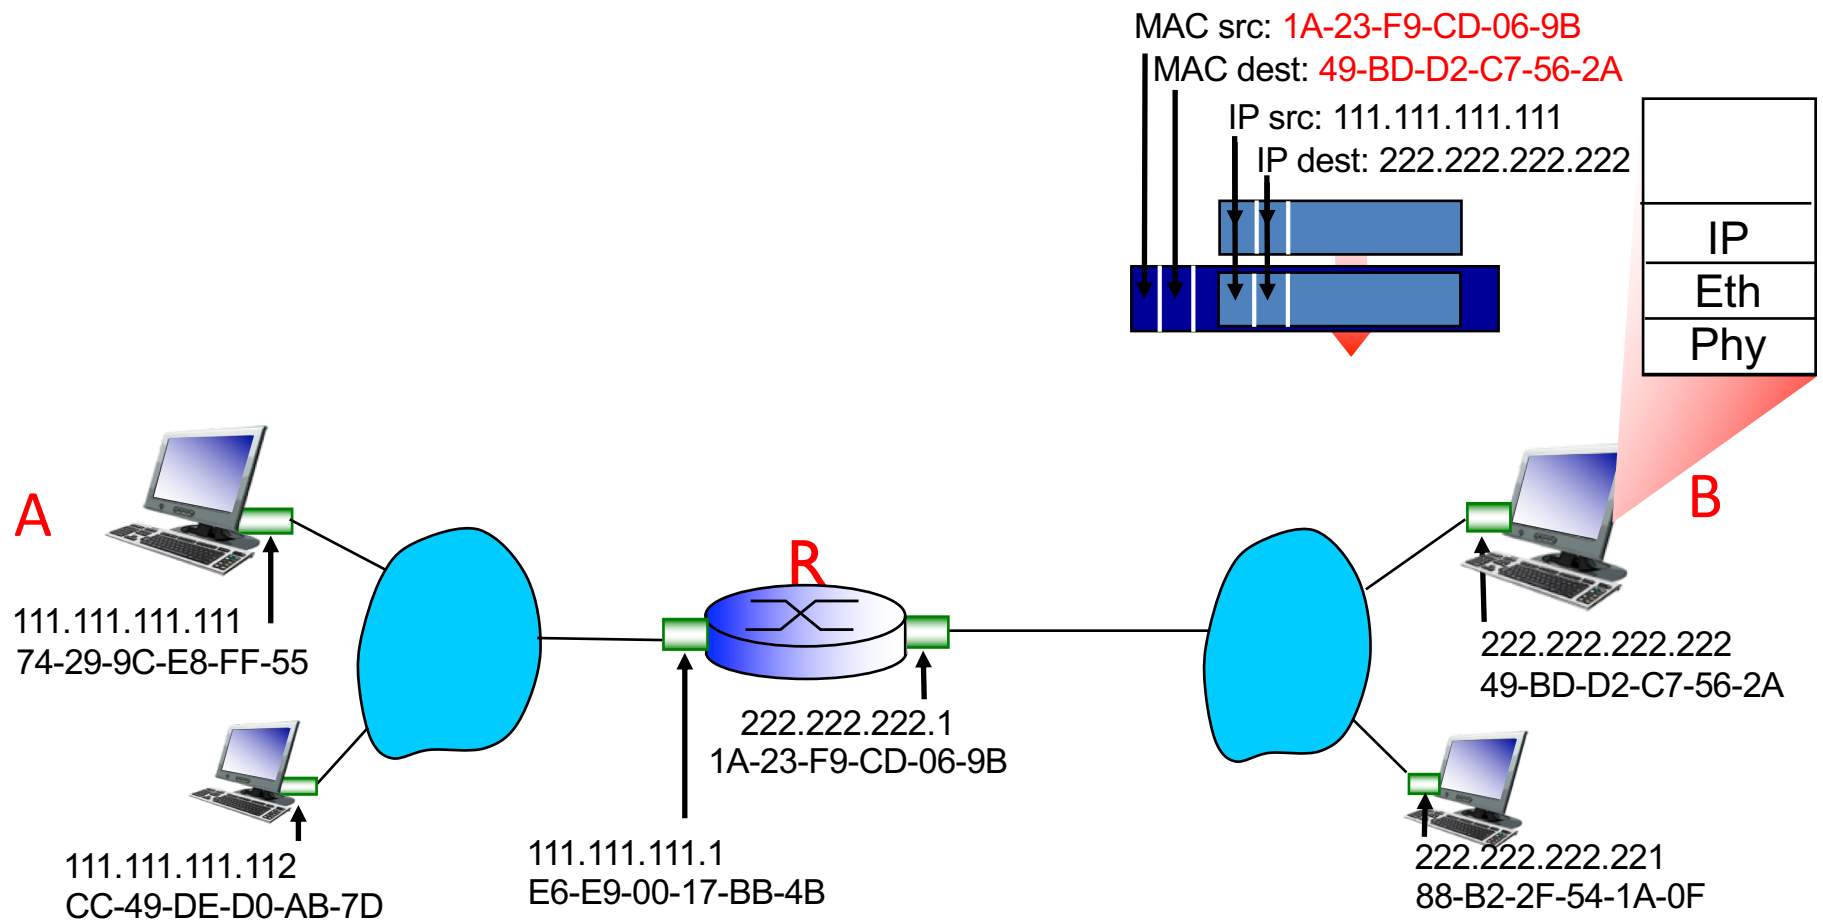 MAC src: 1A-23-F9-CD-06-9B
MAC dest: 49-BD-D2-C7-56-2A
IP src: 111.111.111.111
IP dest: 222.222.222.222
IP
Eth
Phy
A
B
R
111.111.111.111
74-29-9C-E8-FF-55
222.222.222.222
49-BD-D2-C7-56-2A
222.222.222.1
1A-23-F9-CD-06-9B
111.111.111.112
CC-49-DE-D0-AB-7D
111.111.111.1
E6-E9-00-17-BB-4B
222.222.222.221
88-B2-2F-54-1A-0F